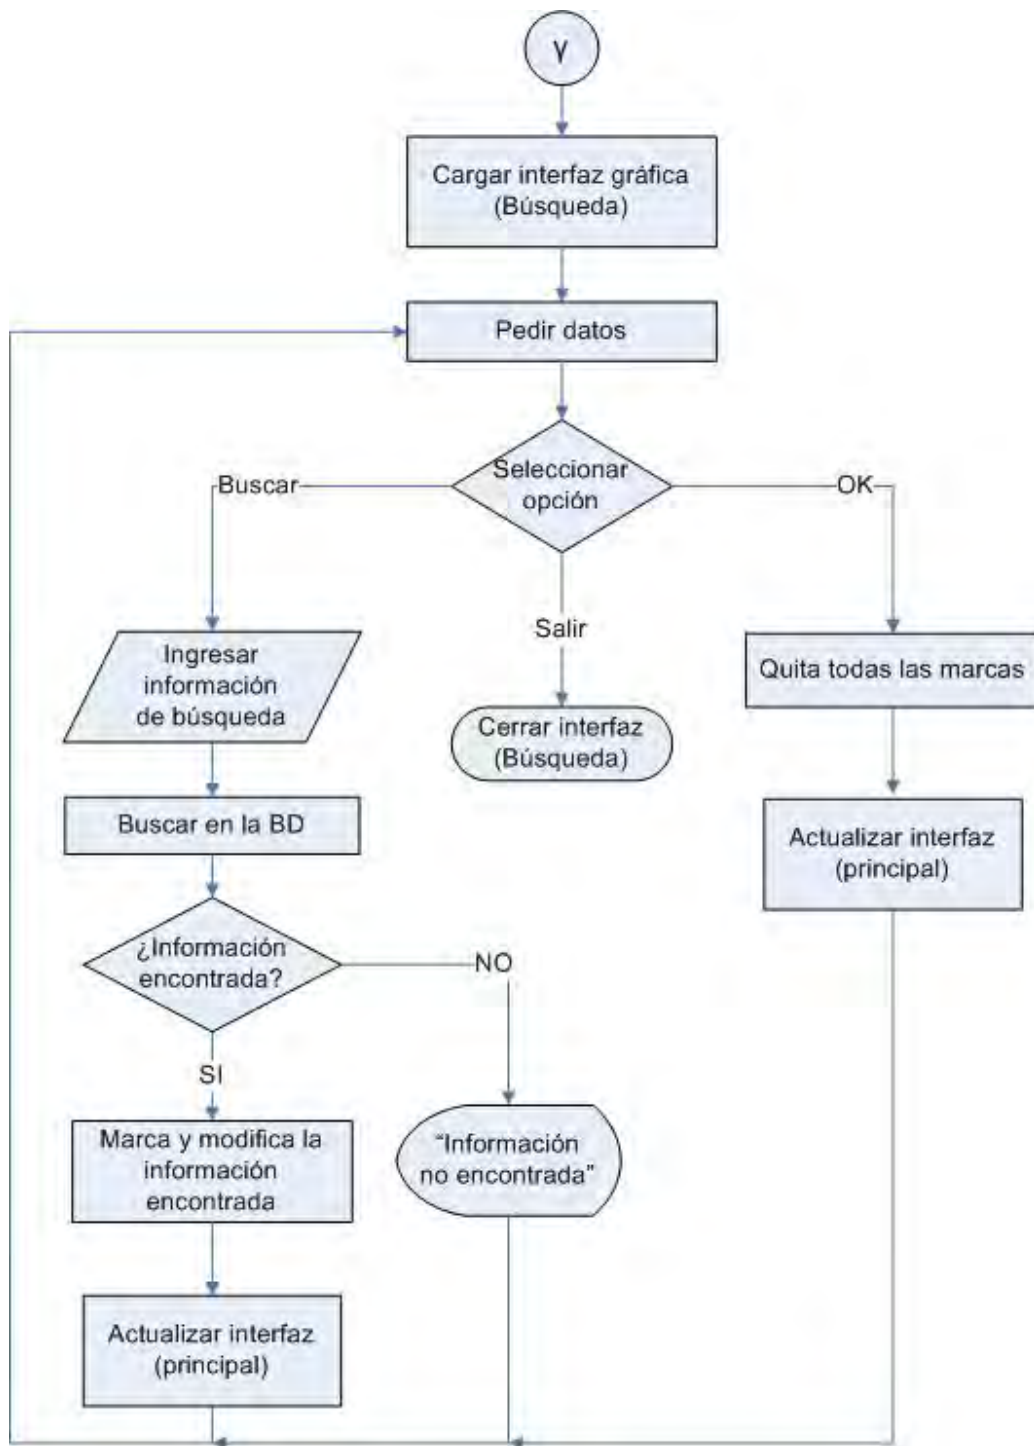 γ
Cargar interfaz gráfica
(Búsqueda)
Pedir datos
Seleccionar
opción
Buscar
OK
Salir
Ingresar
información
de búsqueda
Quita todas las marcas
Cerrar interfaz
(Búsqueda)
Buscar en la BD
Actualizar interfaz
(principal)
¿Información
encontrada?
NO
SI
Marca y modifica la
información
encontrada
“Información
no encontrada”
Actualizar interfaz
(principal)